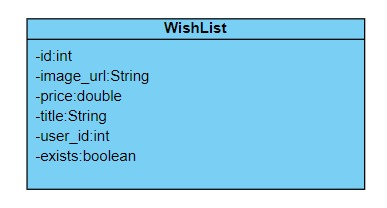 WishList
-id:int
-image_url:String
-price:double
-title:String
-user_id:int
-exists:boolean